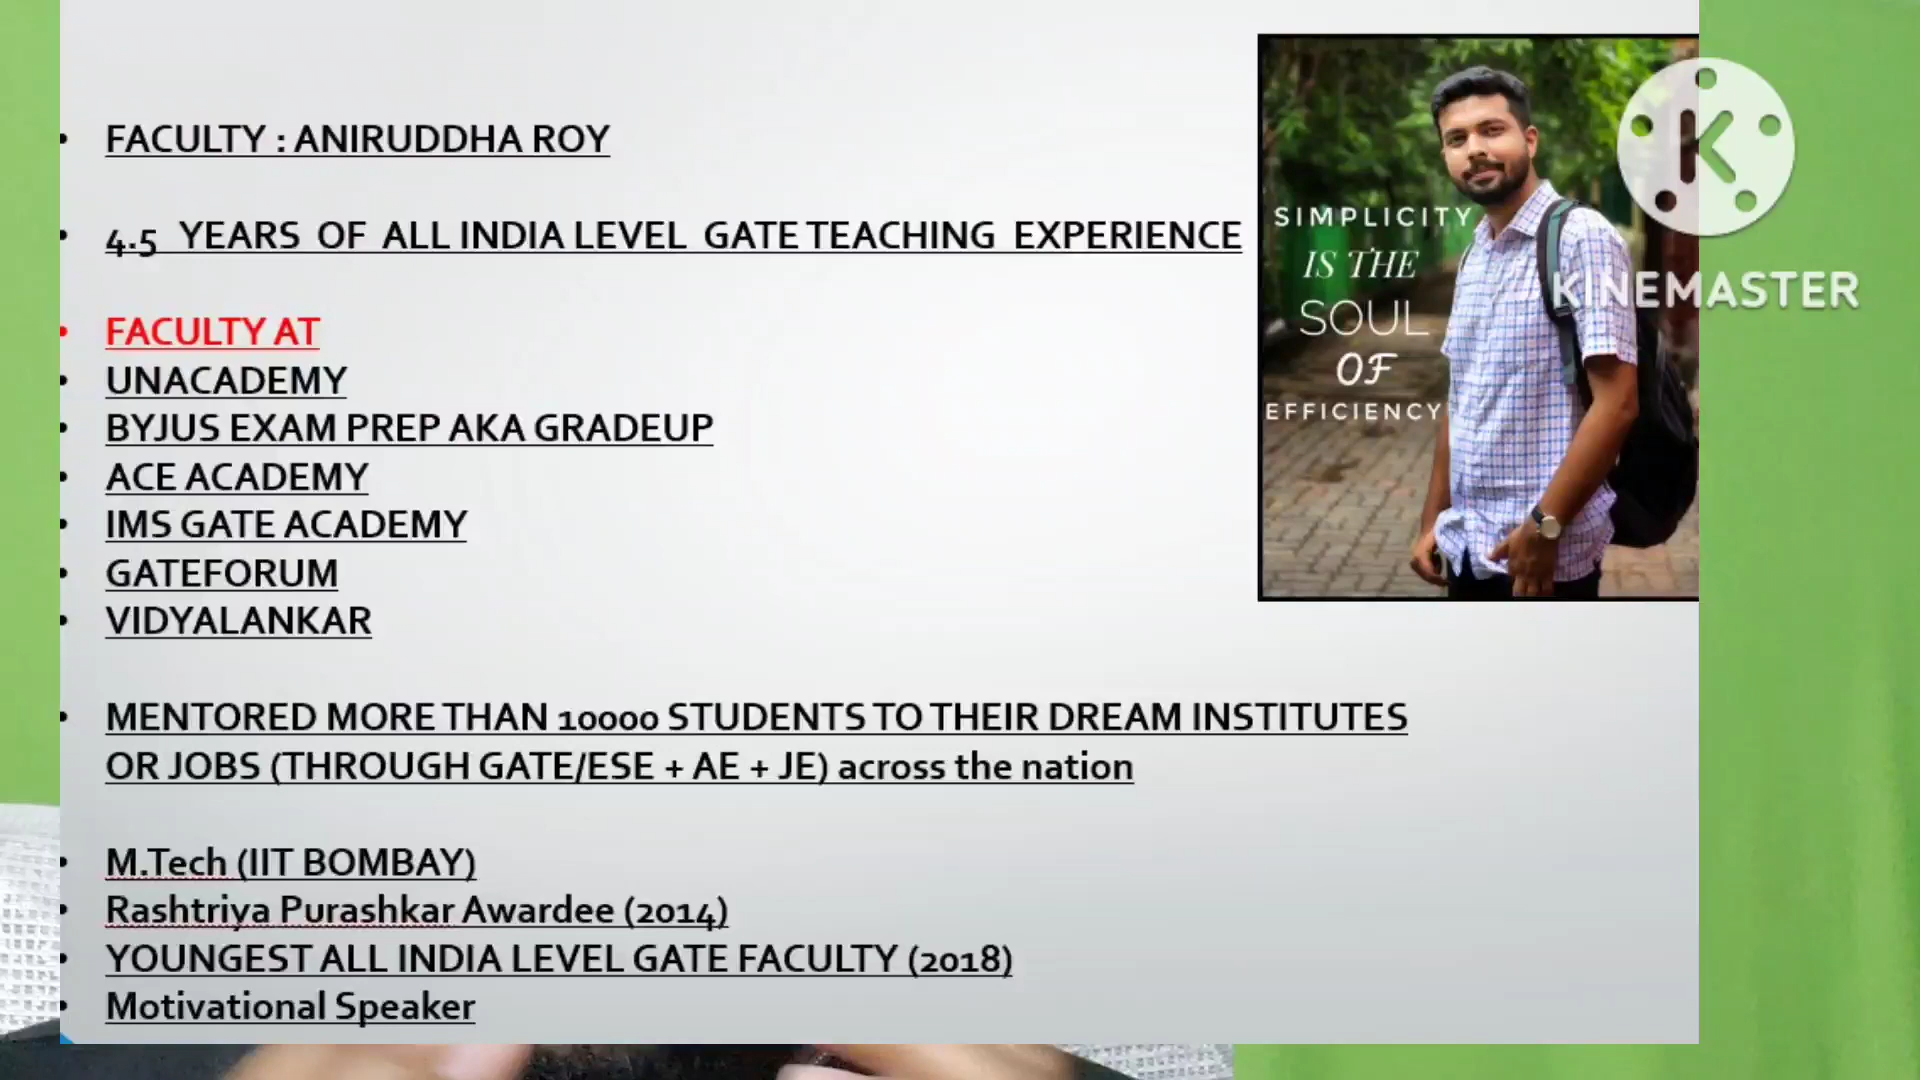 FACULTY : ANIRUDDHA ROY
4.5 YEARS OF ALL INDIA LEVEL GATE TEACHING EXPERIENCE
FACULTY AT
UNACADEMY
BYJUS EXAM PREP AKA GRADEUP
ACE ACADEMY
IMS GATE ACADEMY
GATEFORUM
VIDYALANKAR
MENTORED MORE THAN 10000 STUDENTS TO THEIR DREAM INSTITUTES
OR JOBS (THROUGH GATE/ESE + AE + JE) across the nation
M.Tech (IIT BOMBAY)
Rashtriya Purashkar Awardee (2014)
YOUNGEST ALL INDIA LEVEL GATE FACULTY (2018)
Motivational Speaker
SIMPLICITY
IS THE
SOUL
OF
EFFICIENCY
K
KINEMASTER